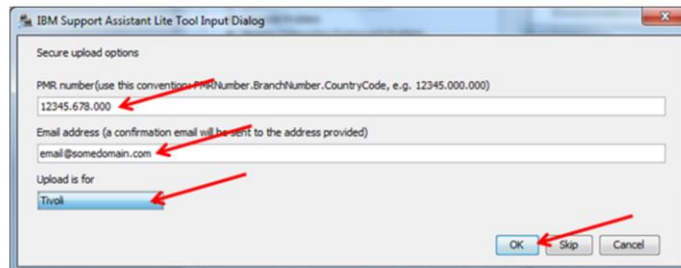 IBM Support Assistant Lite Tool Input Dialog
Secure upload options
PMR number(use this convention: PMRNumber.BranchNumber.CountryCode, e.g. 12345.000.000)
12345.678.000
Email address (a confirmation email will be sent to the address provided)
email@somedomain.com
Upload is for
Tivoli
OK Skip Cancel